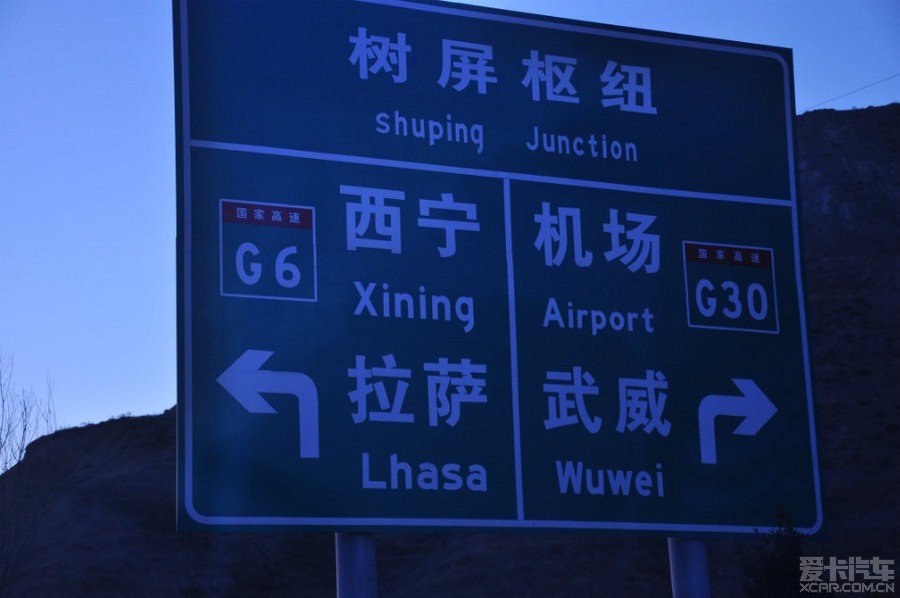 树屏枢纽
shuping Junction
国家高速
G6
西宁
Xining
拉萨
Lhasa
机场
Airport
国家高速
G30
武威
Wuwei
爱卡汽车
XCAR.COM.CN